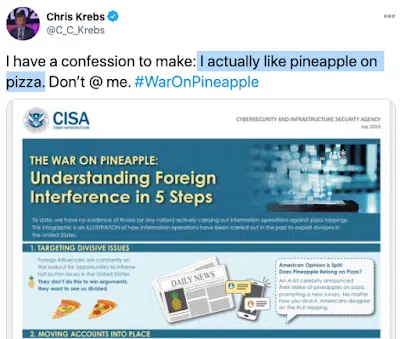 Chris Krebs
@C_C_Krebs
I have a confession to make: I actually like pineapple on
pizza. Don't @ me. #WarOnPineapple
CISA
CYBER+INFRASTRUCTURE
CYBERSECURITY AND INFRASTRUCTURE SECURITY AGENCY
July 2019
THE WAR ON PINEAPPLE:
Understanding Foreign
Interference in 5 Steps
To date, we have no evidence of Russia (or any nation) actively carrying out information operations against pizza toppings.
This infographic is an ILLUSTRATION of how information operations have been carried out in the past to exploit divisions in
the United States.
1. TARGETING DIVISIVE ISSUES
Foreign influencers are constantly on
the lookout for opportunities to inflame
hot button issues in the United States.
They don't do this to win arguments;
they want to see us divided.
DAILY NEWS
American Opinion is Split:
Does Pineapple Belong on Pizza?
An A-list celebrity announced
their dislike of pineapples on pizza,
prompting a new survey. No matter
how you slice it, Americans disagree
on the fruit topping.
2. MOVING ACCOUNTS INTO PLACE